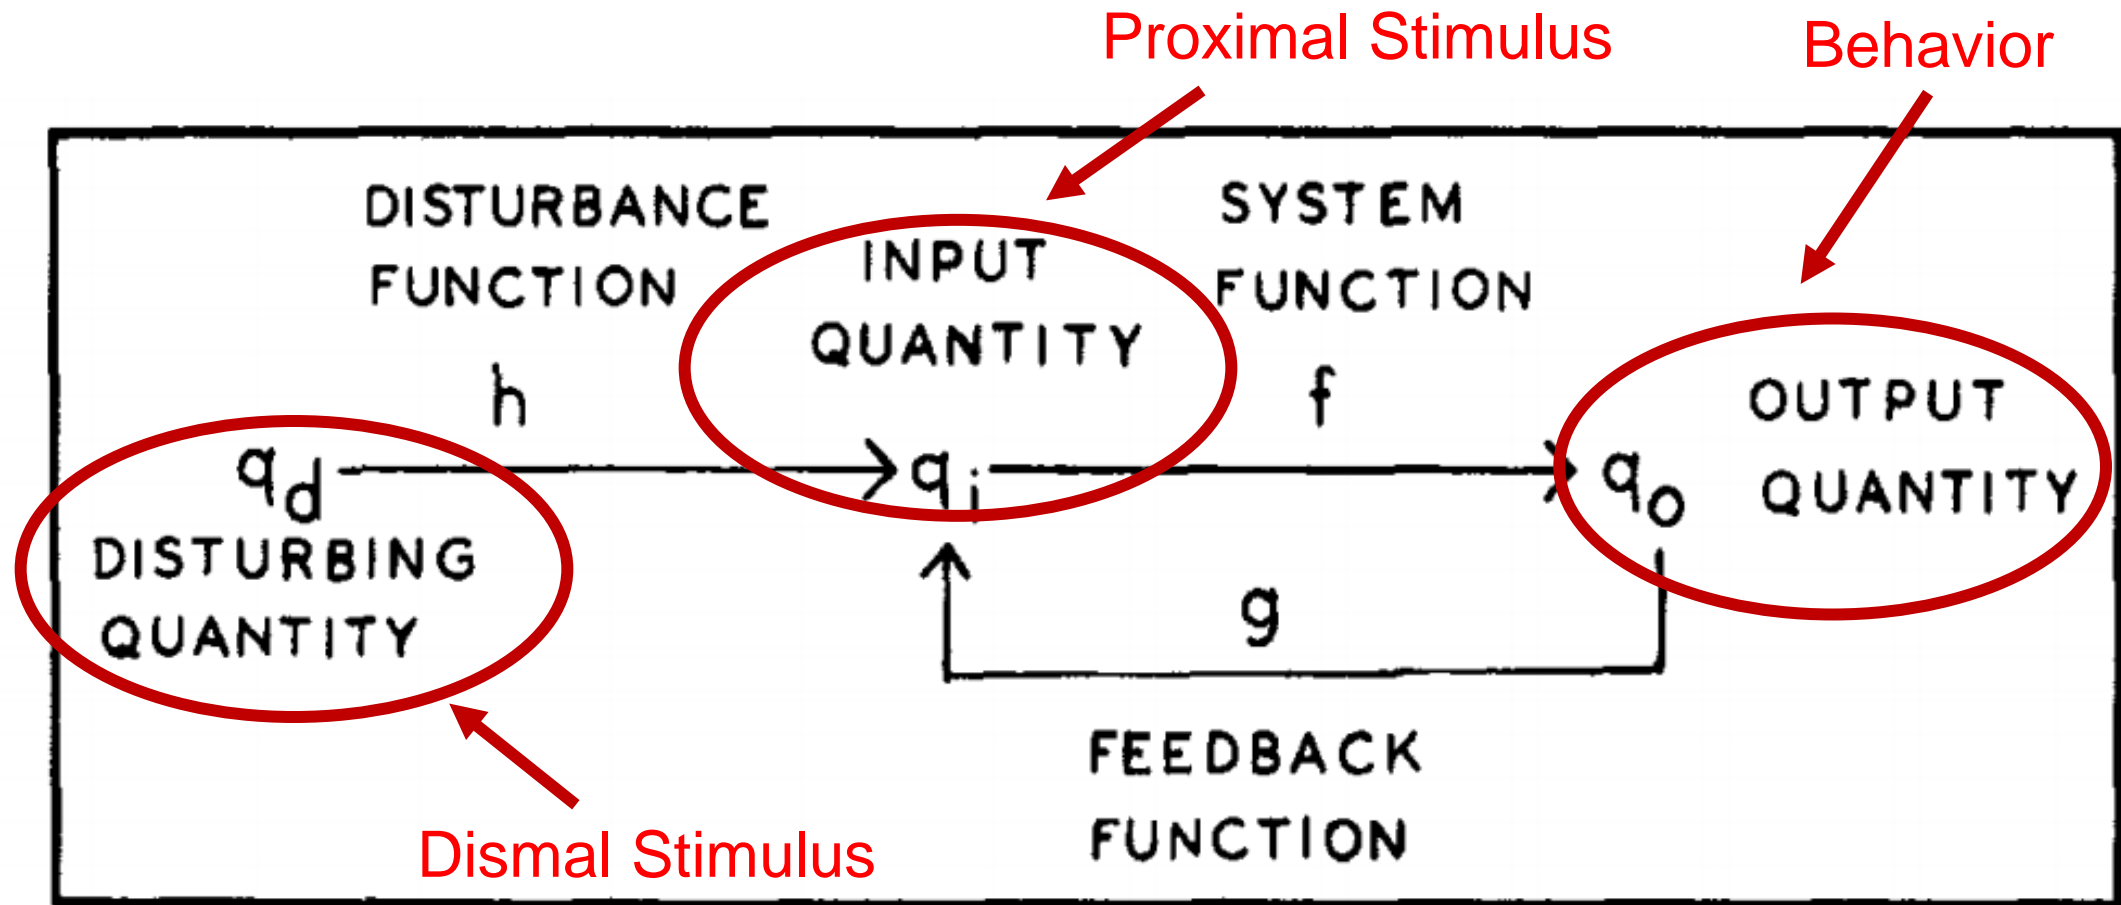 Proximal Stimulus
Behavior
DISTURBANCE
FUNCTION
INPUT
QUANTITY
SYSTEM
FUNCTION
h
f
OUTPUT
QUANTITY
qd
qi
qo
DISTURBING
QUANTITY
g
FEEDBACK
FUNCTION
Dismal Stimulus